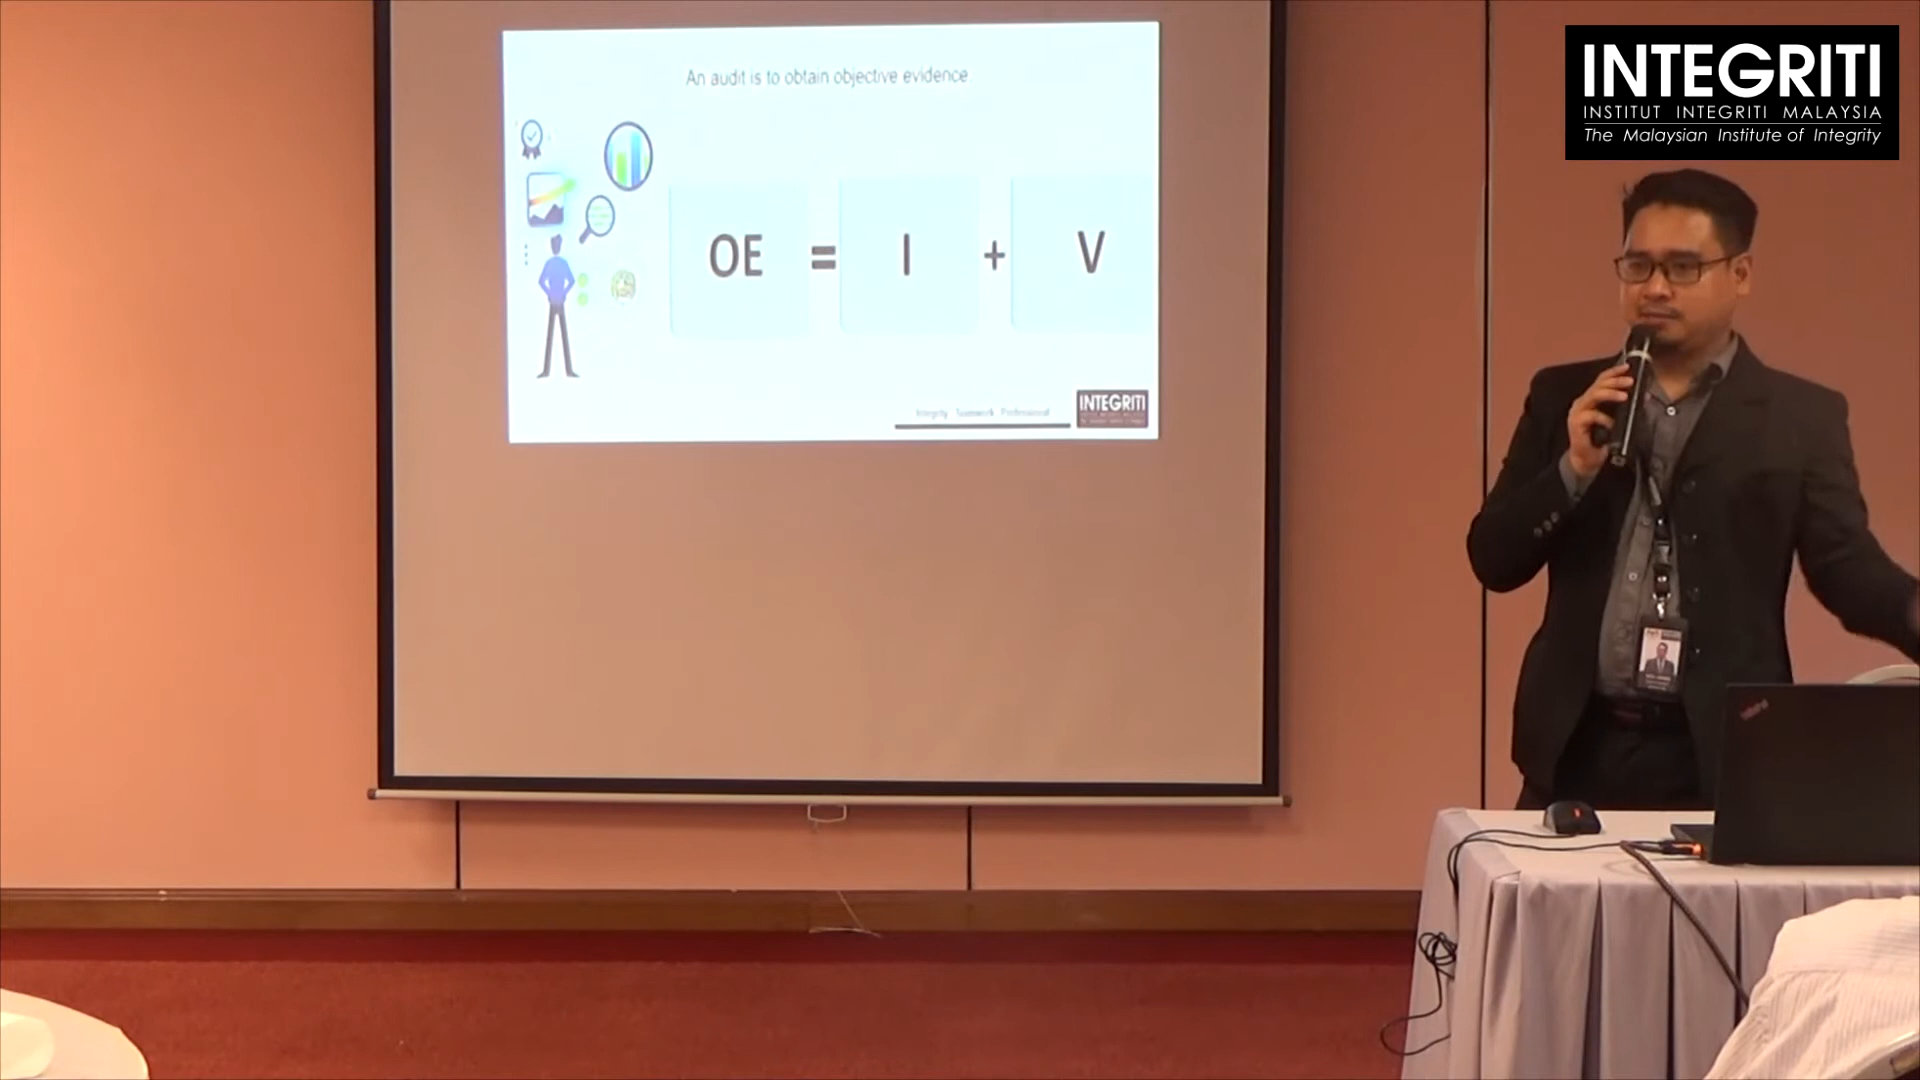 INTEGRITI
INSTITUT INTEGRITI MALAYSIA
The Malaysian Institute of Integrity
An audit is to obtain objective evidence
OE = I + V
Integrity Teamwork Professional
INTEGRITI
ThinkPad